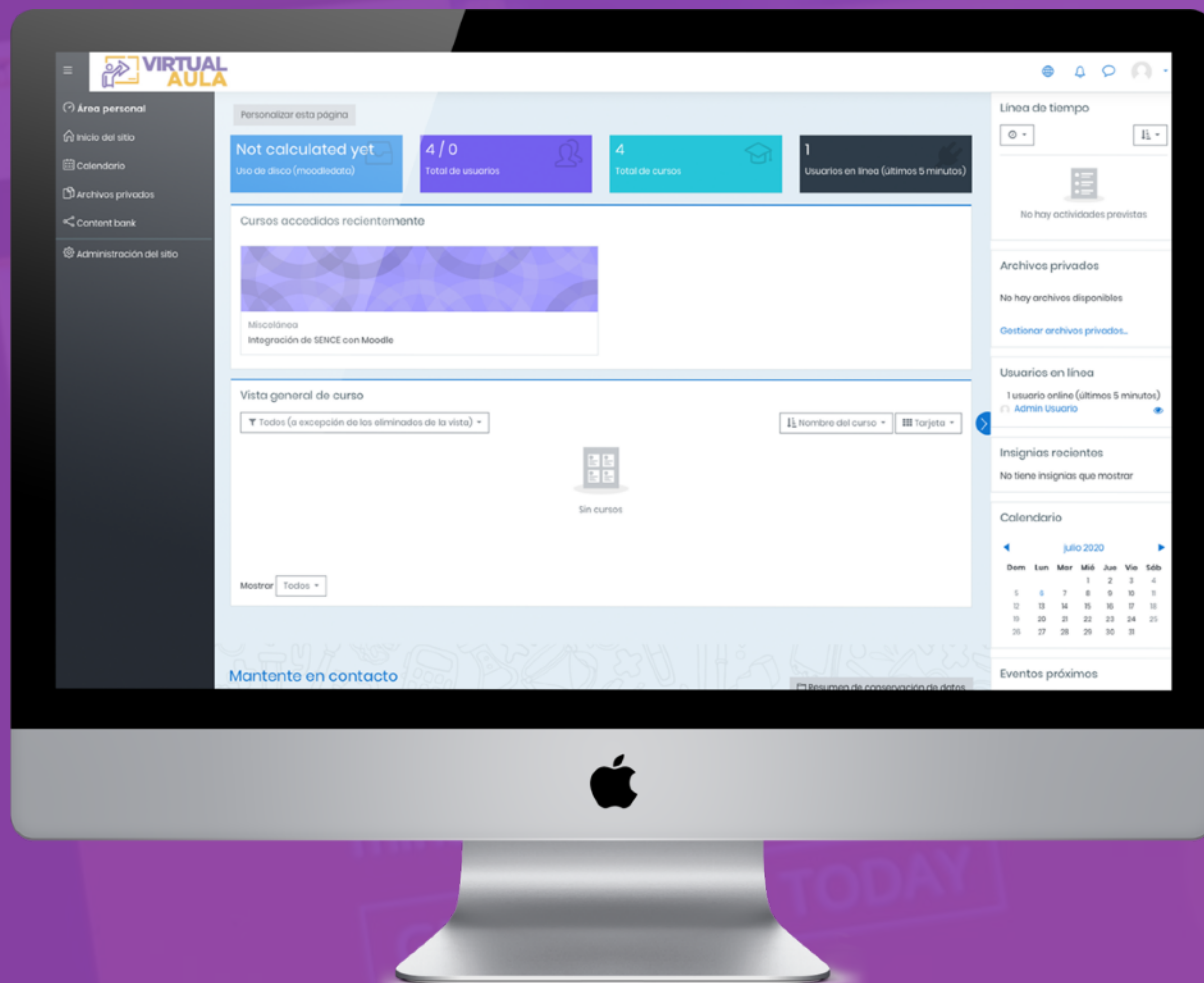 VIRTUAL
AULA
Área personal
Inicio del sitio
Calendario
Archivos privados
Content bank
Administración del sitio
Personalizar esta página
Not calculated yet
Uso de disco (moodledata)
4 / 0
Total de usuarios
4
Total de cursos
1
Usuarios en línea (últimos 5 minutos)
Cursos accedidos recientemente
Miscelánea
Integración de SENCE con Moodle
Vista general de curso
Todos (a excepción de los eliminados de la vista)
Nombre del curso
Tarjeta
Sin cursos
Mostrar Todos
Mantente en contacto
Resumen de conservación de datos
Línea de tiempo
No hay actividades previstas
Archivos privados
No hay archivos disponibles
Gestionar archivos privados...
Usuarios en línea
1 usuario online (últimos 5 minutos)
Admin Usuario
Insignias recientes
No tiene insignias que mostrar
Calendario
julio 2020
Dom Lun Mar Mié Jue Vie Sáb
1 2 3 4
5 6 7 8 9 10 11
12 13 14 15 16 17 18
19 20 21 22 23 24 25
26 27 28 29 30 31
Eventos próximos
TODAY